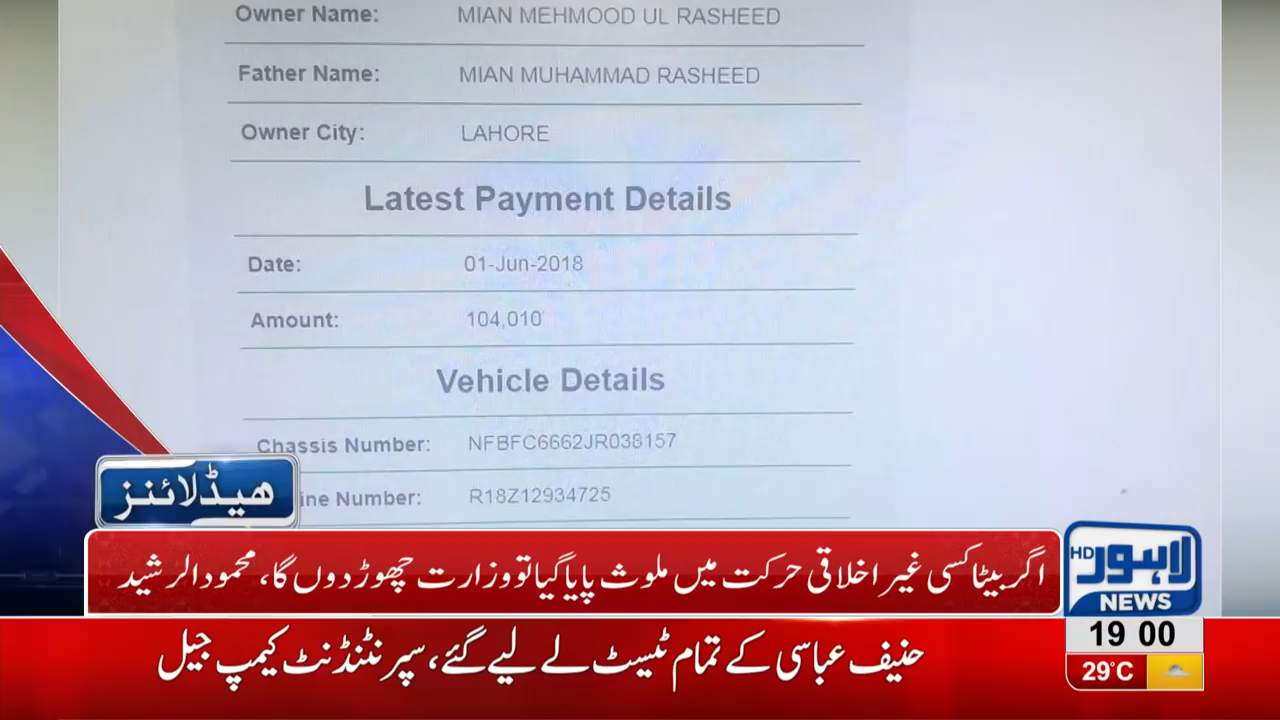 Owner Name: MIAN MEHMOOD UL RASHEED
Father Name: MIAN MUHAMMAD RASHEED
Owner City: LAHORE
Latest Payment Details
Date: 01-Jun-2018
Amount: 104,010
Vehicle Details
Chassis Number: NFBFC6662JR038157
ine Number: R18Z12934725
ھیڈلائنز
اگر بیٹا کسی غیر اخلاقی حرکت میں ملوث پایا گیا تو وزارت چھوڑ دوں گا، محمود الرشید
HD لاہور
NEWS
19 00
29°C
حنیف عباسی کے تمام ٹیسٹ لے لیے گئے، سپرنٹنڈنٹ کیمپ جیل